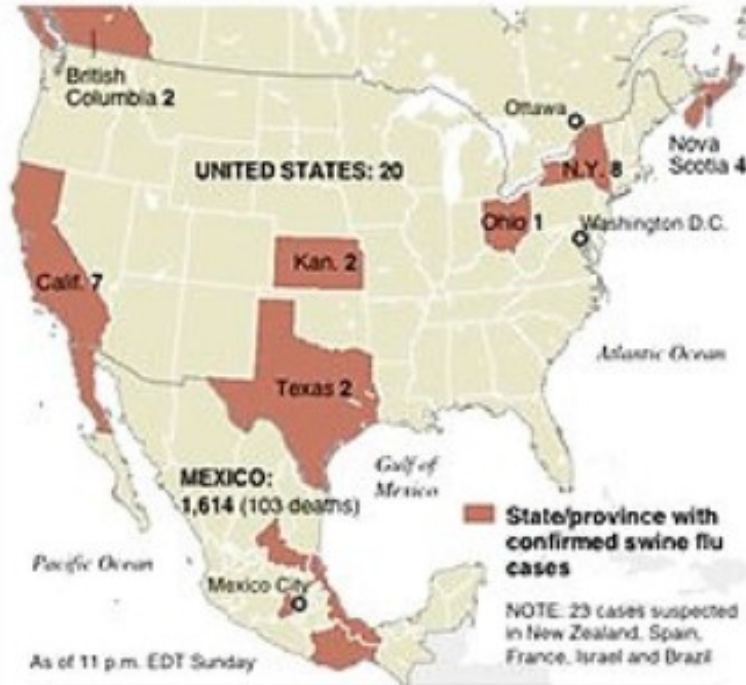 British
Columbia 2
Ottawa
Nova
Scotia 4
UNITED STATES: 20
N.Y. 8
Ohio 1
Washington D.C.
Kan. 2
Calif. 7
Atlantic Ocean
Texas 2
Gulf of
Mexico
MEXICO:
1,614 (103 deaths)
State/province with
confirmed swine flu
cases
Pacific Ocean
Mexico City
NOTE: 23 cases suspected
in New Zealand, Spain,
France, Israel and Brazil
As of 11 p.m. EDT Sunday